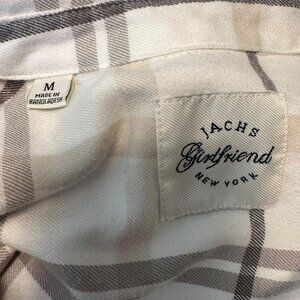 M
MADE IN
BANGLADESH
JACHS
Girlfriend
NEW YORK